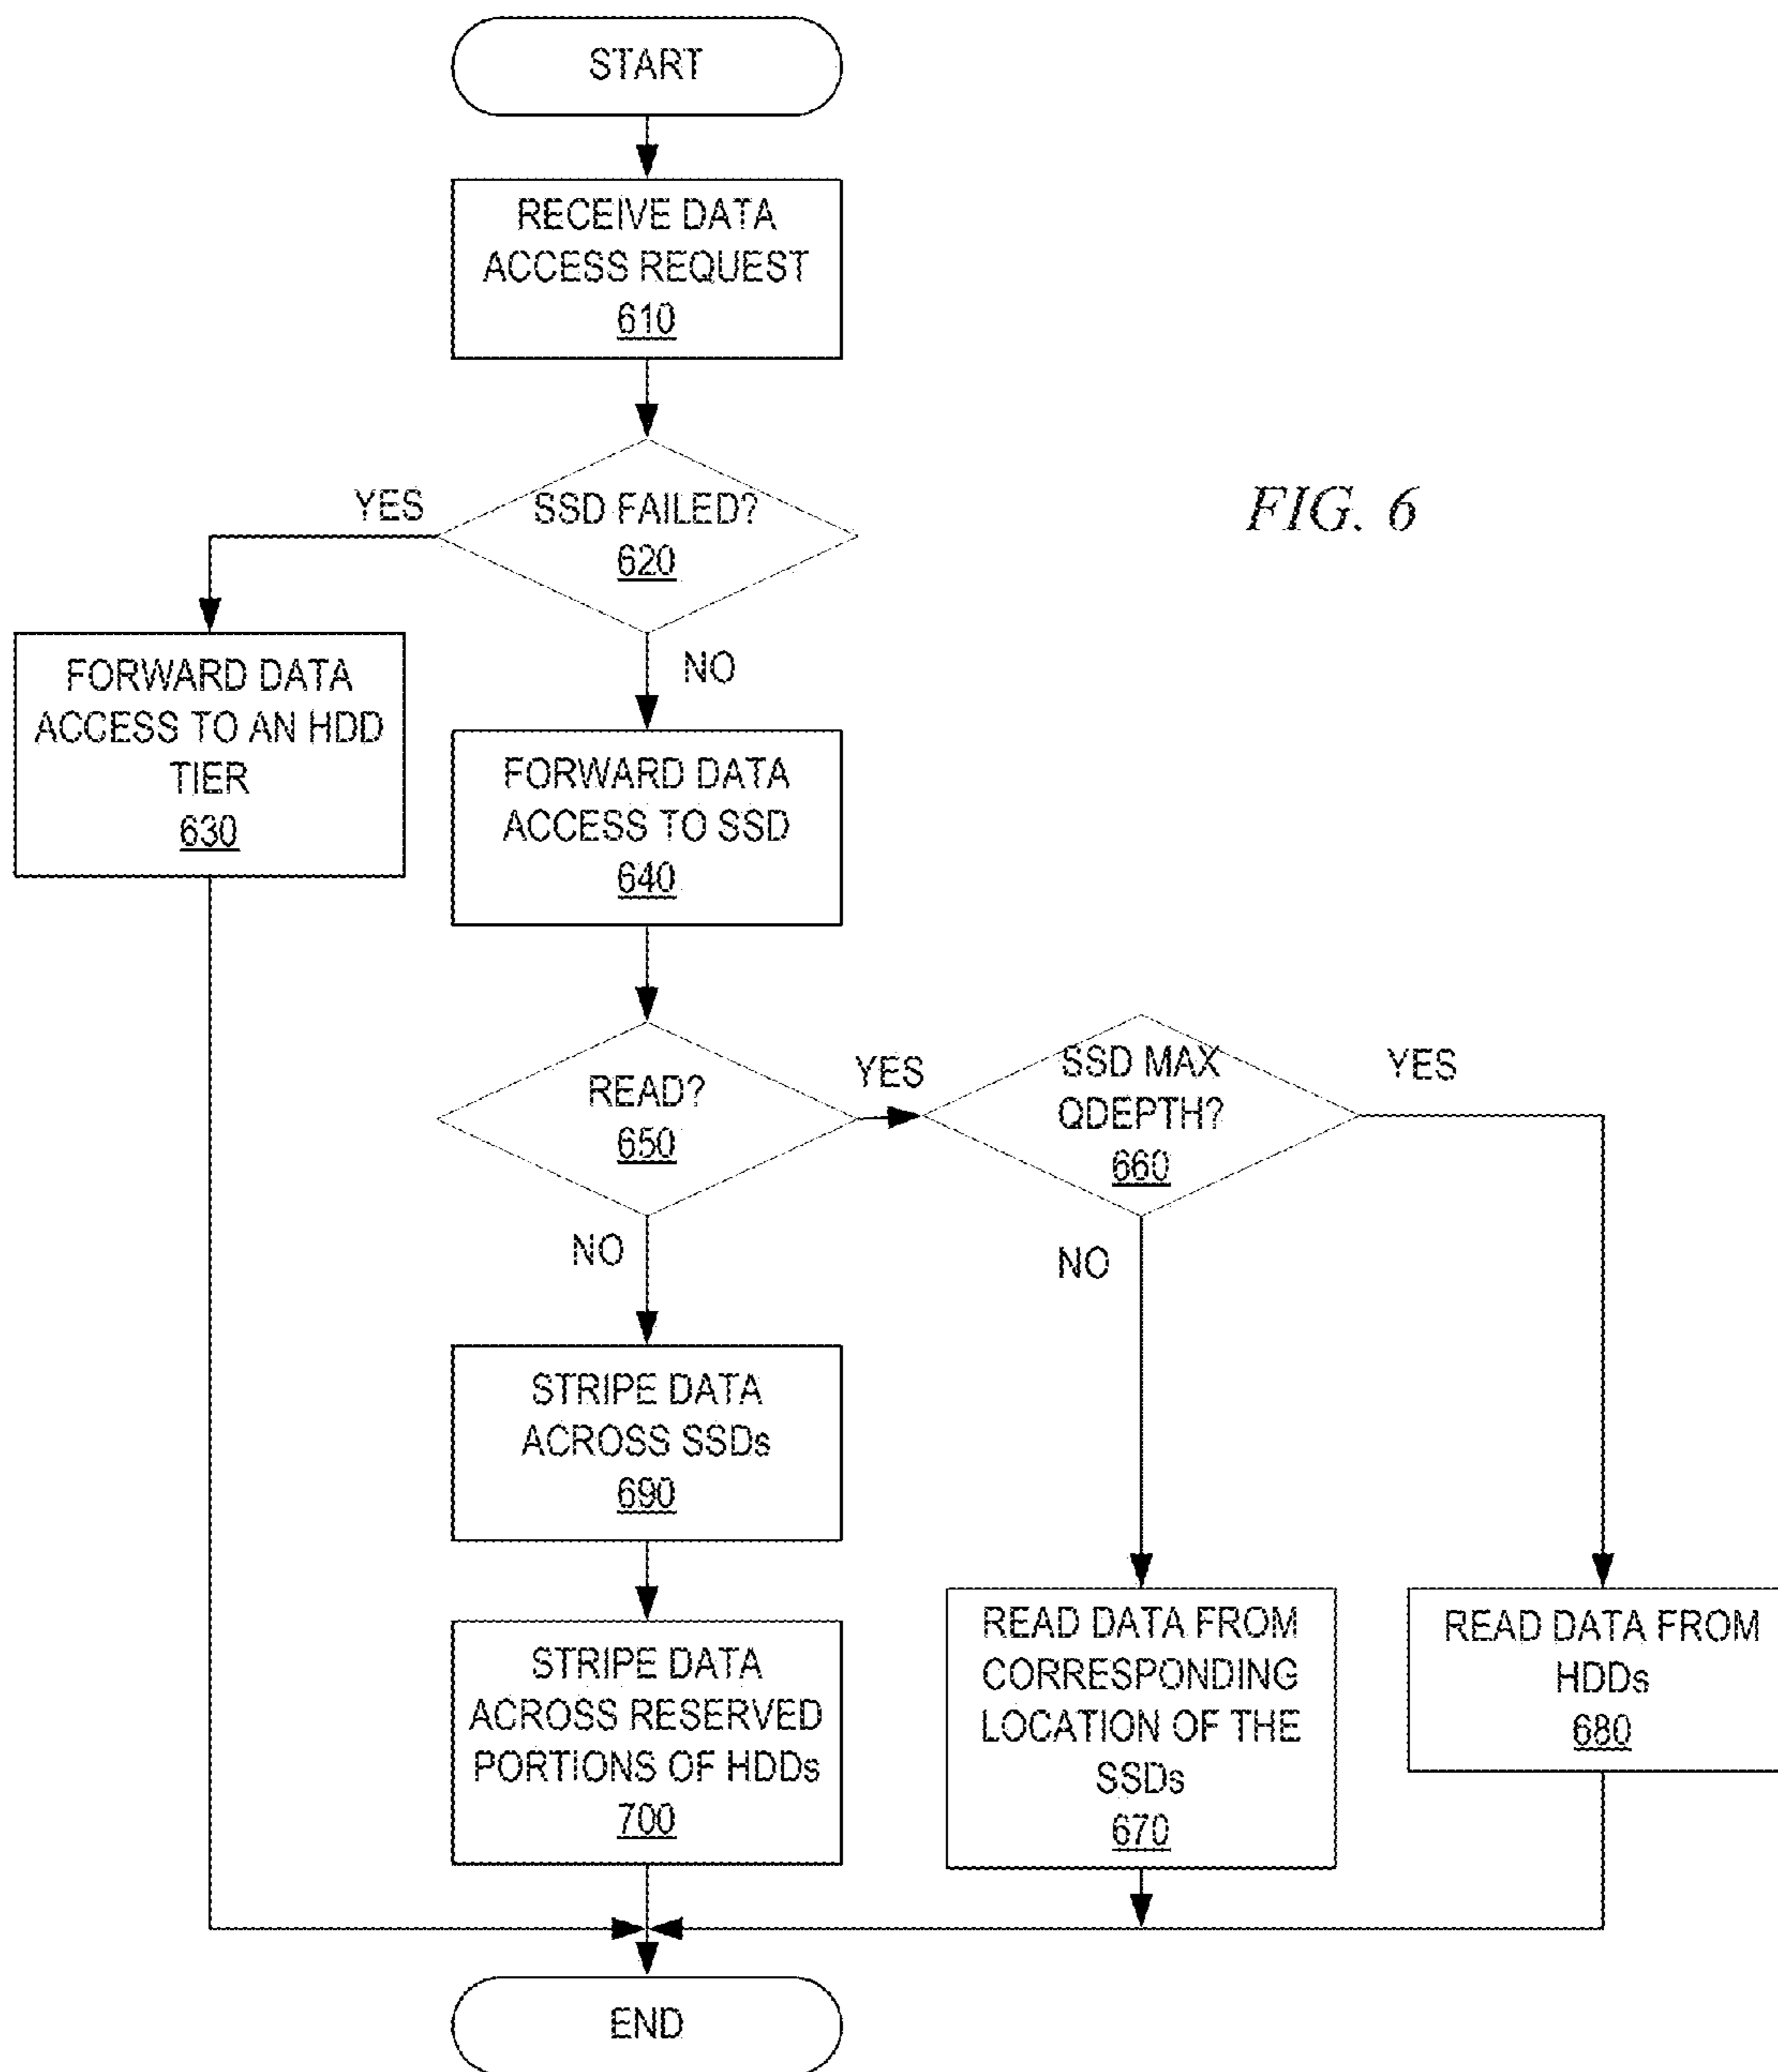 START
RECEIVE DATA
ACCESS REQUEST
610
SSD FAILED?
620
YES
NO
FIG. 6
FORWARD DATA
ACCESS TO AN HDD
TIER
630
FORWARD DATA
ACCESS TO SSD
640
READ?
650
YES
NO
SSD MAX
QDEPTH?
660
YES
NO
STRIPE DATA
ACROSS SSDs
690
STRIPE DATA
ACROSS RESERVED
PORTIONS OF HDDs
700
READ DATA FROM
CORRESPONDING
LOCATION OF THE
SSDs
670
READ DATA FROM
HDDs
680
END